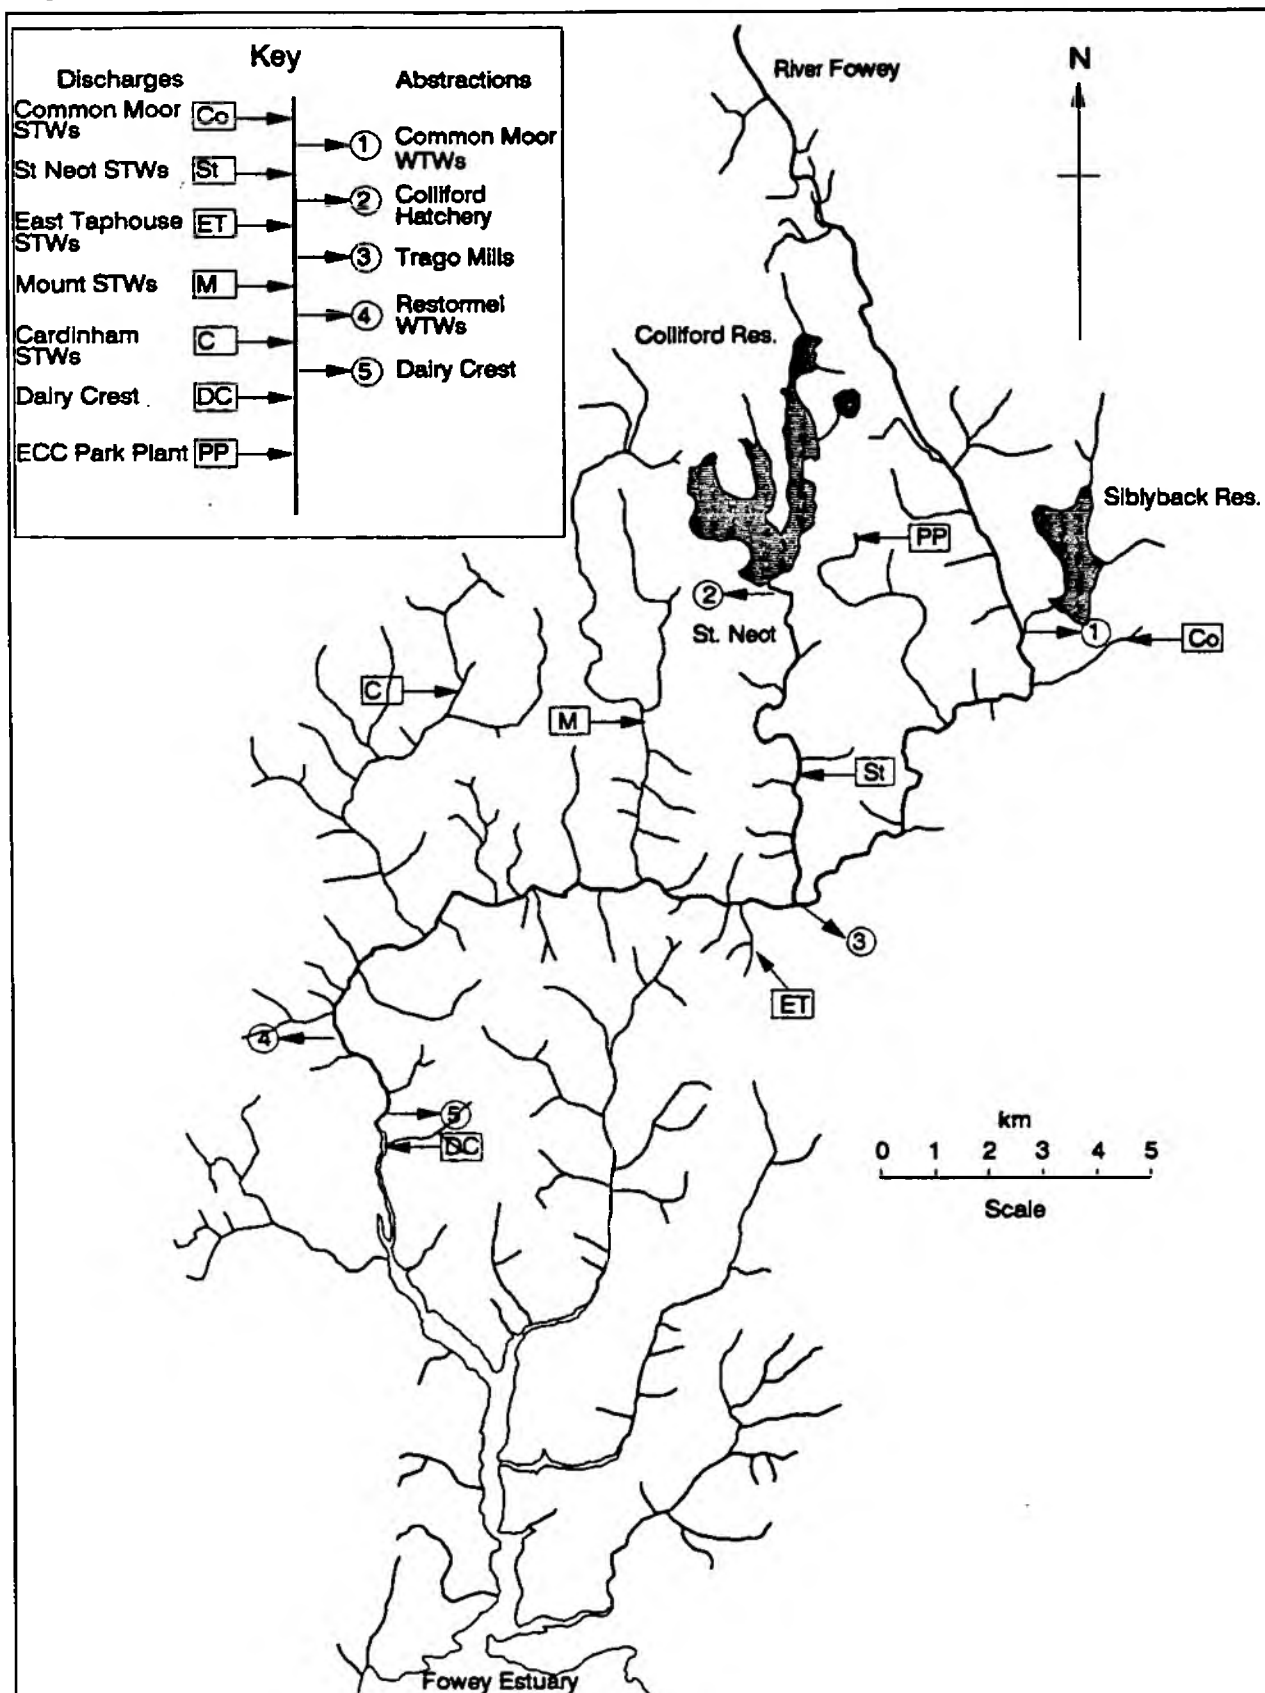 Key
Discharges
Abstractions
Common Moor
STWs
Co
St Neot STWs
St
East Taphouse
STWs
ET
Mount STWs
M
Cardinham
STWs
C
Dairy Crest
DC
ECC Park Plant
PP
1
Common Moor
WTWs
2
Colliford
Hatchery
3
Trago Mills
4
Restormel
WTWs
5
Dairy Crest
River Fowey
N
Colliford Res.
Siblyback Res.
PP
2
St. Neot
1
Co
C
M
St
3
ET
4
5
DC
km
0 1 2 3 4 5
Scale
Fowey Estuary